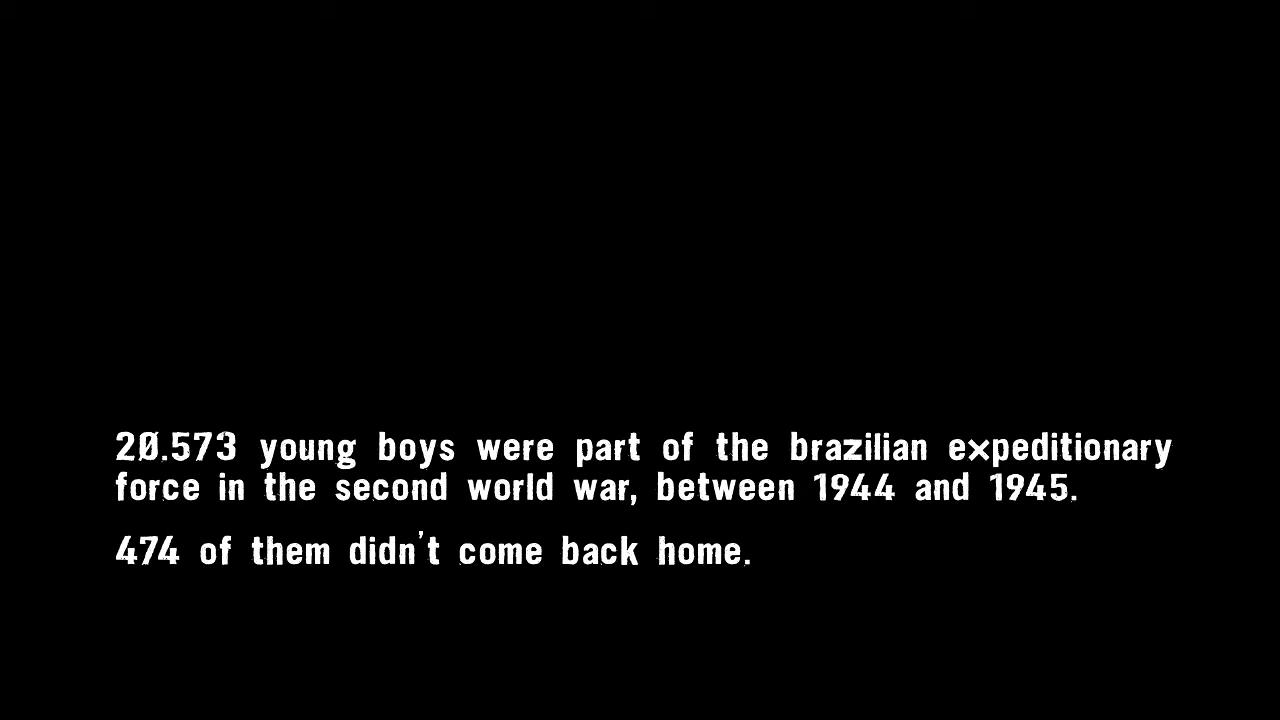 20.573 young boys were part of the brazilian expeditionary
force in the second world war, between 1944 and 1945.
474 of them didn't come back home.